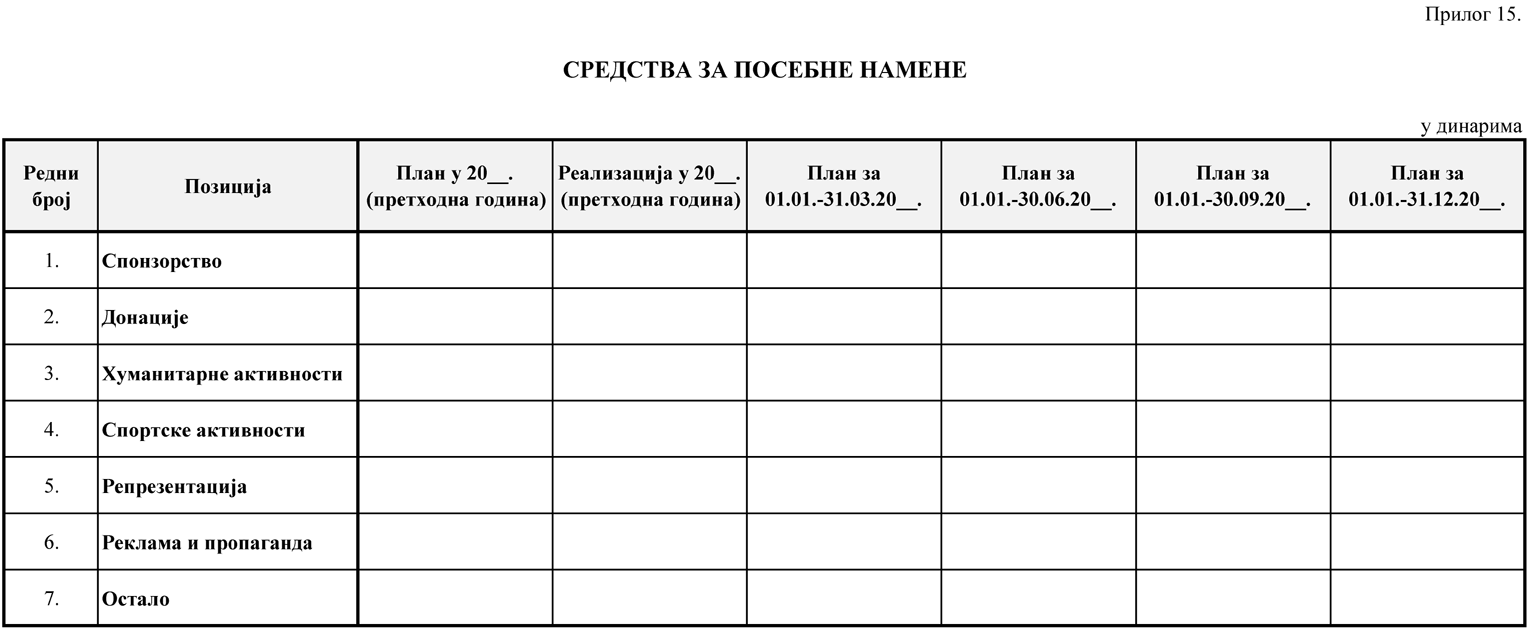 Прилог 15.
СРЕДСТВА ЗА ПОСЕБНЕ НАМЕНЕ
у динарима
Редни број Позиција План у 20__. (претходна година) Реализација у 20__. (претходна година) План за 01.01.-31.03.20__. План за 01.01.-30.06.20__. План за 01.01.-30.09.20__. План за 01.01.-31.12.20__.
1. Спонзорство
2. Донације
3. Хуманитарне активности
4. Спортске активности
5. Репрезентација
6. Реклама и пропаганда
7. Остало